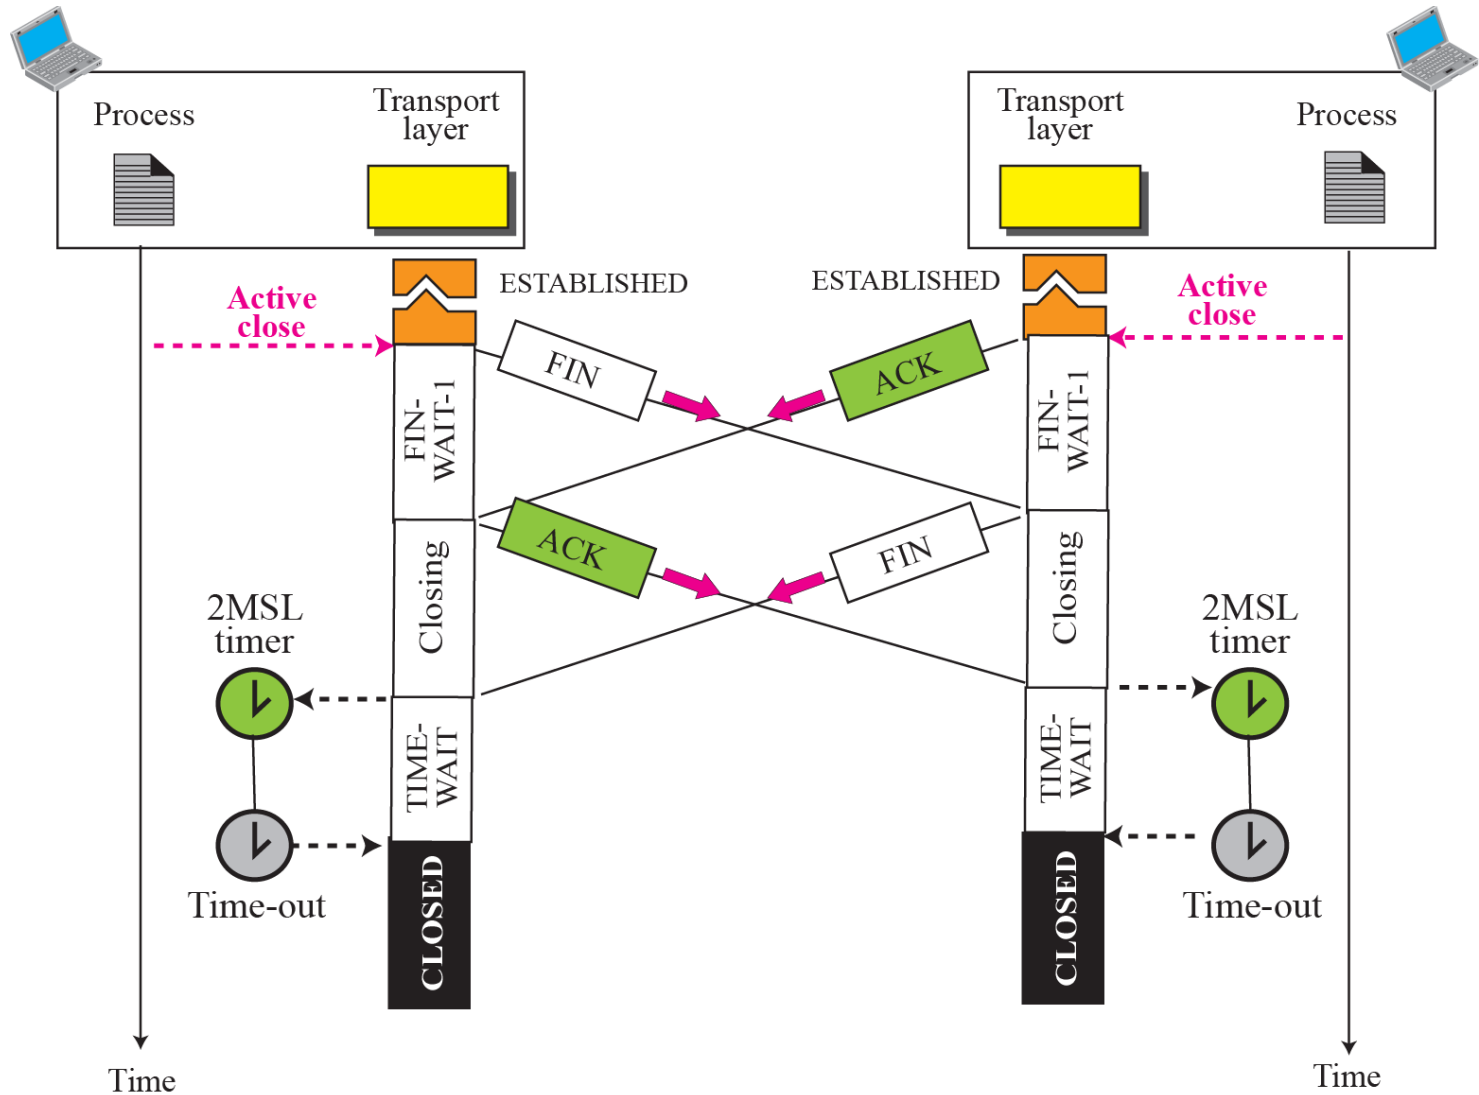 Process
Transport
layer
Transport
layer
Process
ESTABLISHED
ESTABLISHED
Active
close
Active
close
FIN
ACK
FIN-
WAIT-1
FIN-
WAIT-1
ACK
FIN
Closing
Closing
2MSL
timer
2MSL
timer
TIME-
WAIT
TIME-
WAIT
Time-out
Time-out
CLOSED
CLOSED
Time
Time